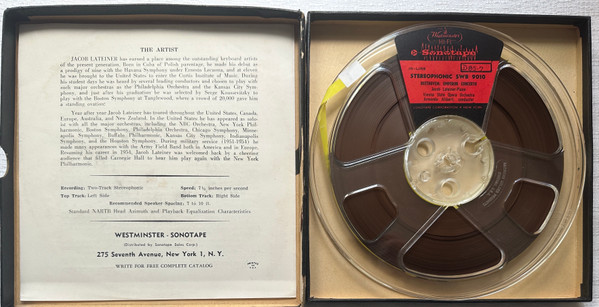 THE ARTIST
JACOB LATEINER has earned a place among the outstanding keyboard artists
of the present generation. Born in Cuba of Polish parentage, he made his debut as
a prodigy of nine with the Havana Symphony under Eugene Lecuona, and at eleven
he was brought to the United States to enter the Curtis Institute of Music. During
his student days he was heard by several leading conductors and chosen to play with
such major orchestras as the Philadelphia Orchestra and the Kansas City Sym-
phony, and just after his graduation he was invited by Serge Koussevitzky to
play with the Boston Symphony at Tanglewood, where a crowd of 20,000 gave him
a standing ovation!
Year after year Jacob Lateiner has toured throughout the United States, Canada,
Europe, Australia, and New Zealand. In the United States he has appeared as solo-
ist with all the major orchestras, including the NBC Orchestra, New York Phil-
harmonic, Boston Symphony, Philadelphia Orchestra, Chicago Symphony, Minne-
apolis Symphony, Buffalo Philharmonic, Kansas City Symphony, Indianapolis
Symphony, and the Houston Symphony. During military service (1951-1954) he
made many appearances with the Army Field Band both in America and in Europe.
Resuming his career in 1954, Jacob Lateiner was welcomed back by a cheering
audience that filled Carnegie Hall to hear him play again with the New York
Philharmonic.
Recording: Two-Track Stereophonic
Speed: 7½ inches per second
Top Track: Left Side
Bottom Track: Right Side
Recommended Speaker-Spacing: 7 to 10 ft
Standard NARTB Head Azimuth and Playback Equalization Characteristics
WESTMINSTER - SONOTAPE
(Distributed by Sonotape Sales Corp.)
275 Seventh Avenue, New York 1, N. Y.
WRITE FOR FREE COMPLETE CATALOG
Westminster
Sonotape
STEREOPHONIC SWB 9010
Jacob Lateiner, Piano
Vienna State Opera Orchestra